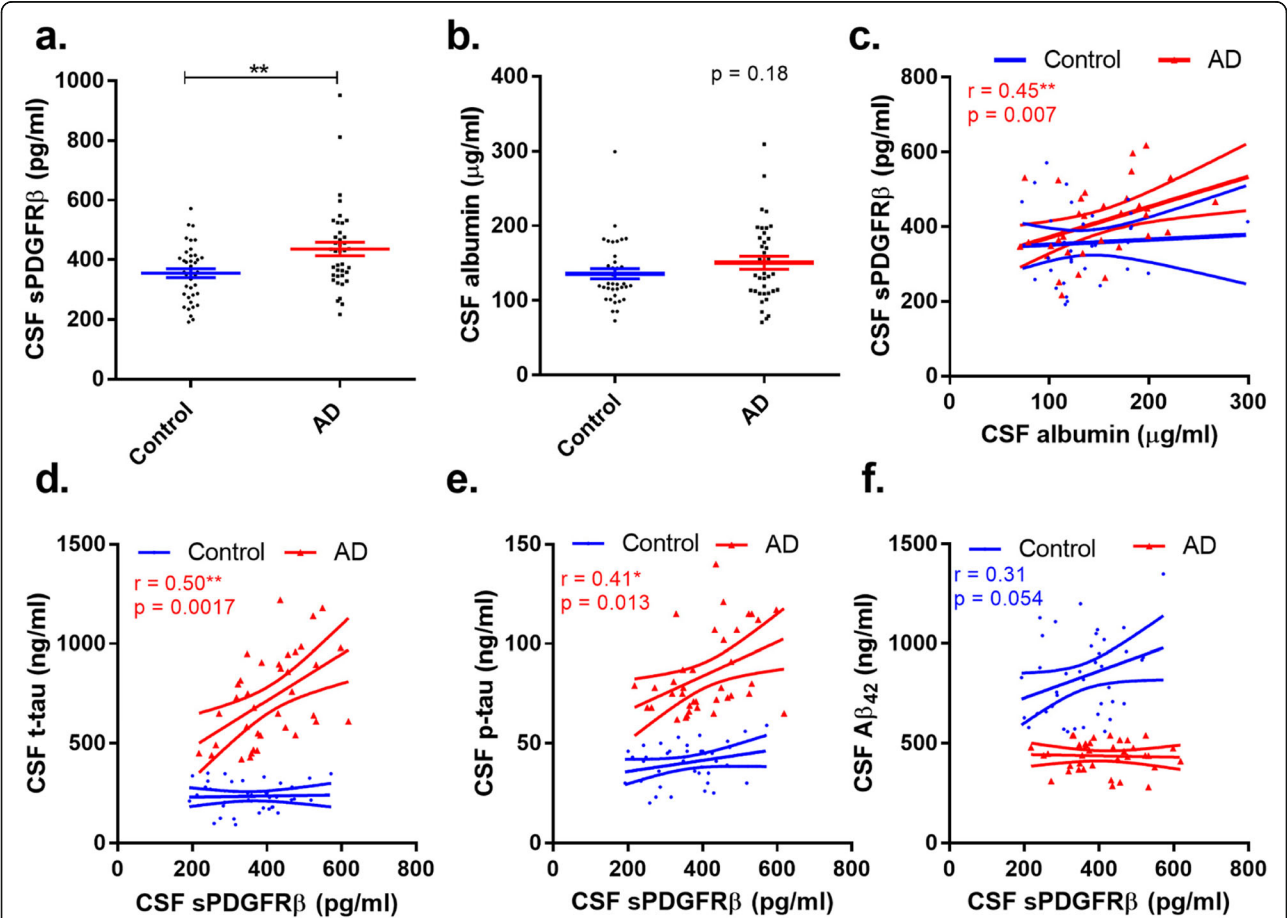 a.
**
1000
800
600
400
200
0
CSF sPDGFRβ (pg/ml)
Control
AD
b.
p = 0.18
400
300
200
100
0
CSF albumin (μg/ml)
Control
AD
c.
Control
AD
r = 0.45**
p = 0.007
800
600
400
200
0
CSF sPDGFRβ (pg/ml)
0 100 200 300
CSF albumin (μg/ml)
d.
Control
AD
r = 0.50**
p = 0.0017
1500
1000
500
0
CSF t-tau (ng/ml)
0 200 400 600 800
CSF sPDGFRβ (pg/ml)
e.
Control
AD
r = 0.41*
p = 0.013
150
100
50
0
CSF p-tau (ng/ml)
0 200 400 600 800
CSF sPDGFRβ (pg/ml)
f.
Control
AD
r = 0.31
p = 0.054
1500
1000
500
0
CSF Aβ42 (ng/ml)
0 200 400 600 800
CSF sPDGFRβ (pg/ml)